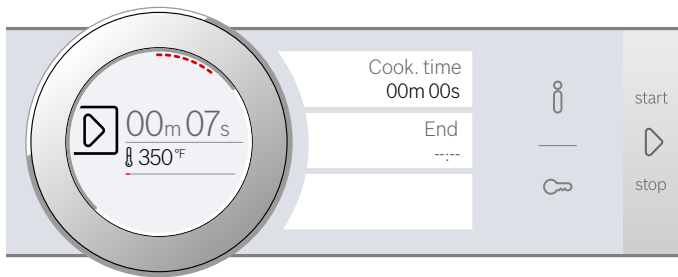 00m 07s
350°F
Cook. time
00m 00s
End
--:--
start
stop